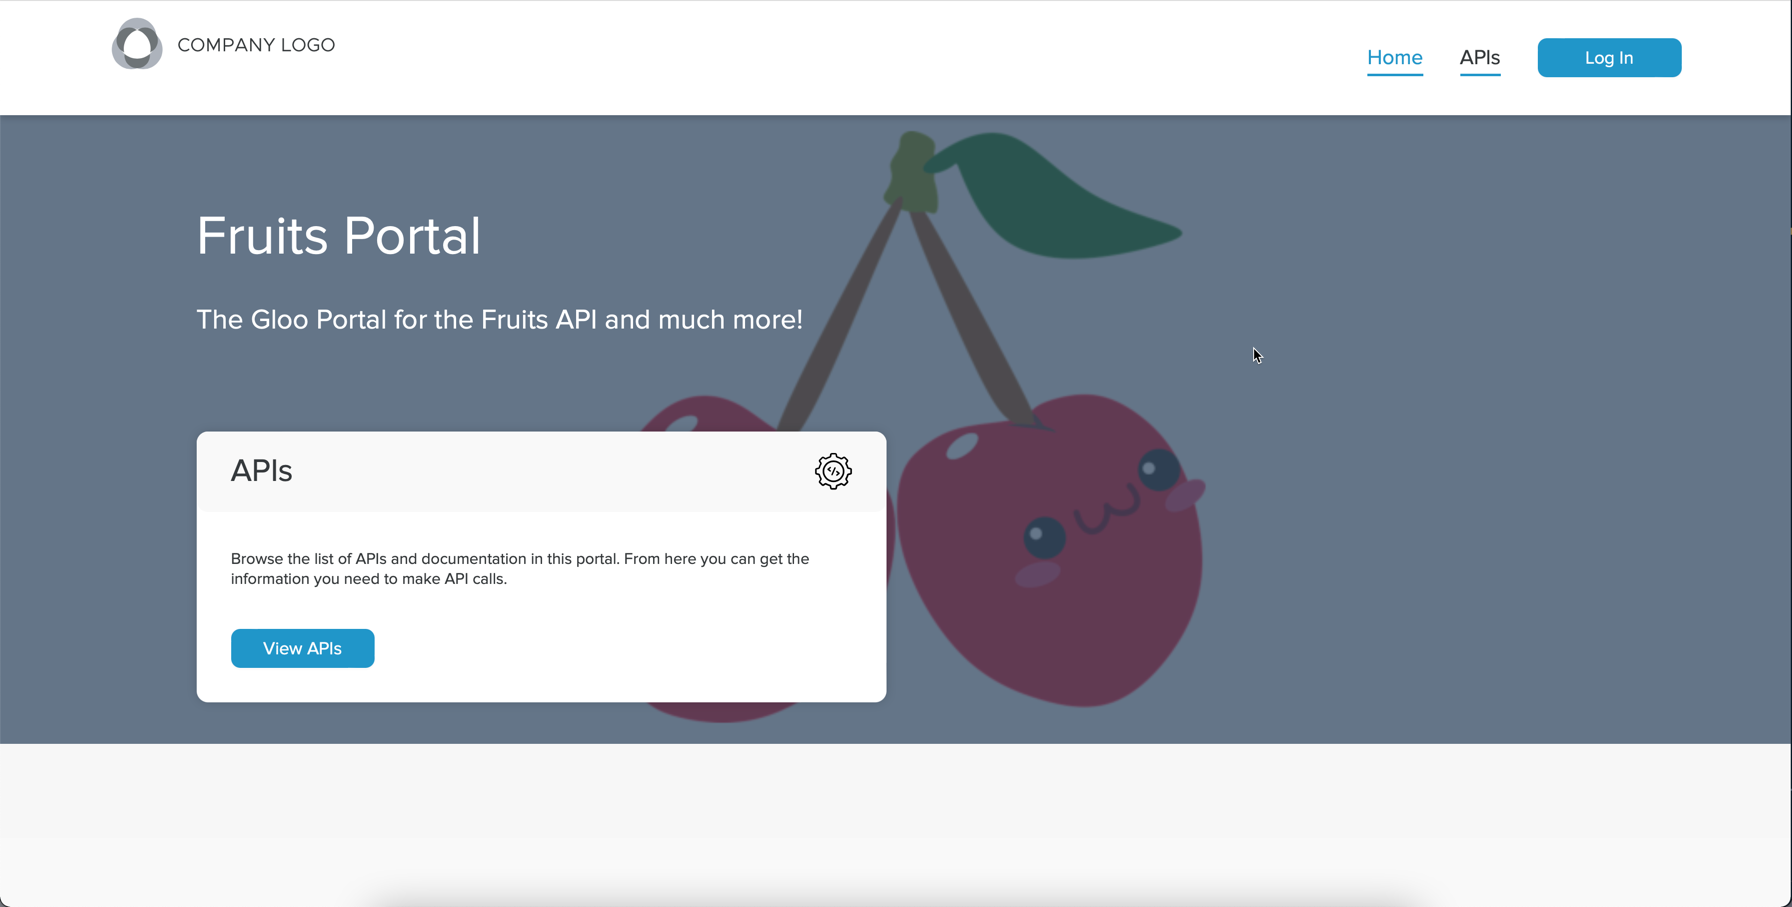 COMPANY LOGO
Home APIs Log In
Fruits Portal
The Gloo Portal for the Fruits API and much more!
APIs
</>
Browse the list of APIs and documentation in this portal. From here you can get the
information you need to make API calls.
View APIs